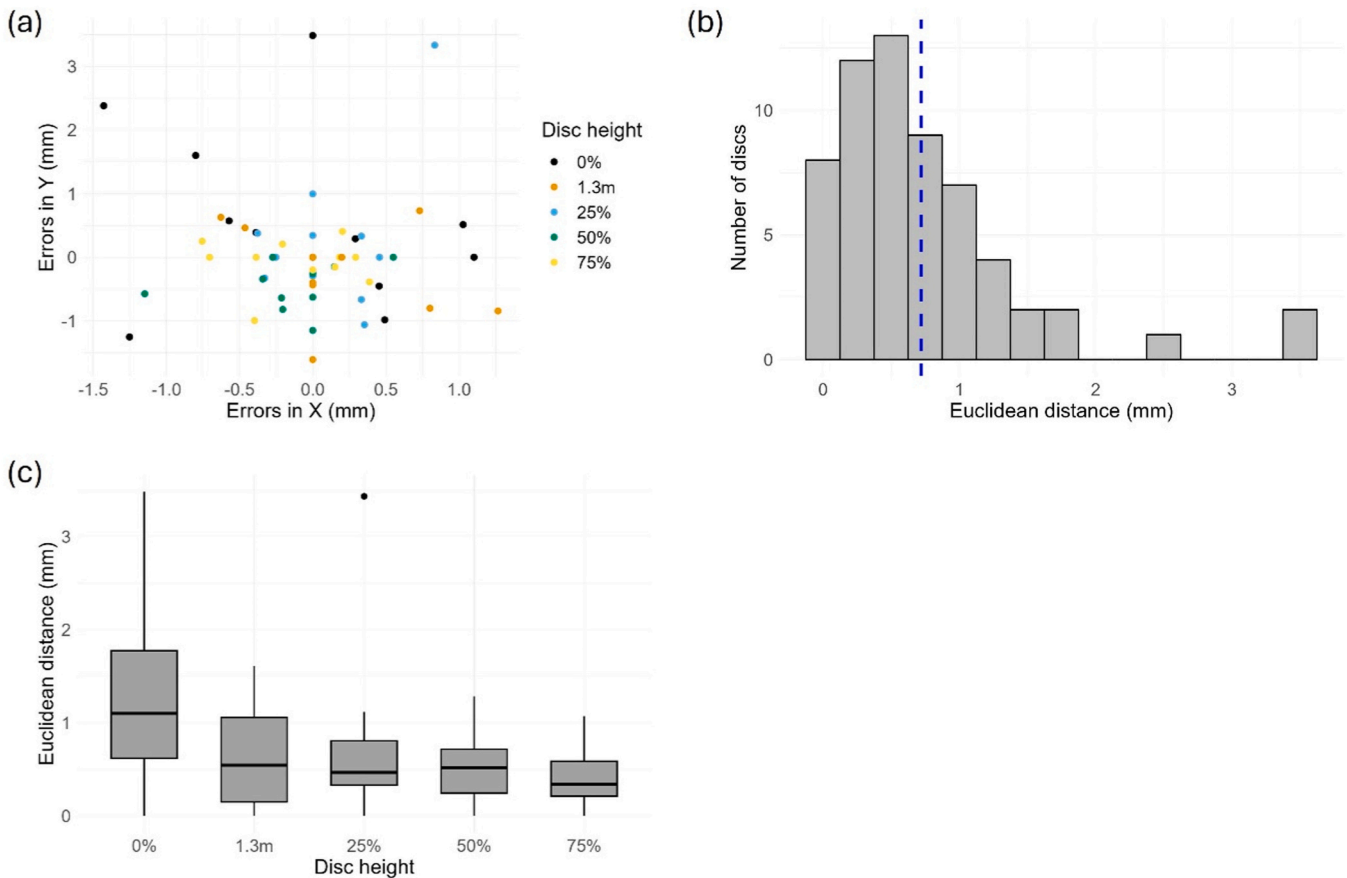 (a)
3
2
1
0
-1
Errors in Y (mm)
-1.5 -1.0 -0.5 0.0 0.5 1.0
Errors in X (mm)
Disc height
0%
1.3m
25%
50%
75%
(b)
10
5
0
Number of discs
0 1 2 3
Euclidean distance (mm)
(c)
3
2
1
0
Euclidean distance (mm)
0% 1.3m 25% 50% 75%
Disc height